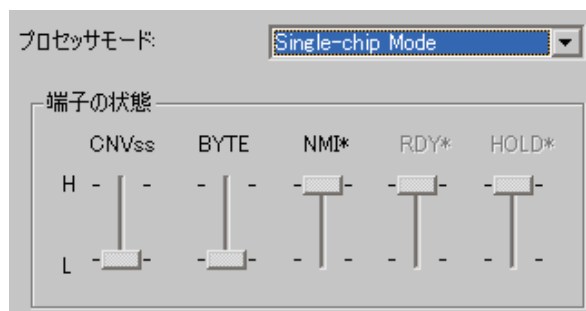 プロセッサモード:
Single-chip Mode
端子の状態
CNVss BYTE NMI* RDY* HOLD*
H
L